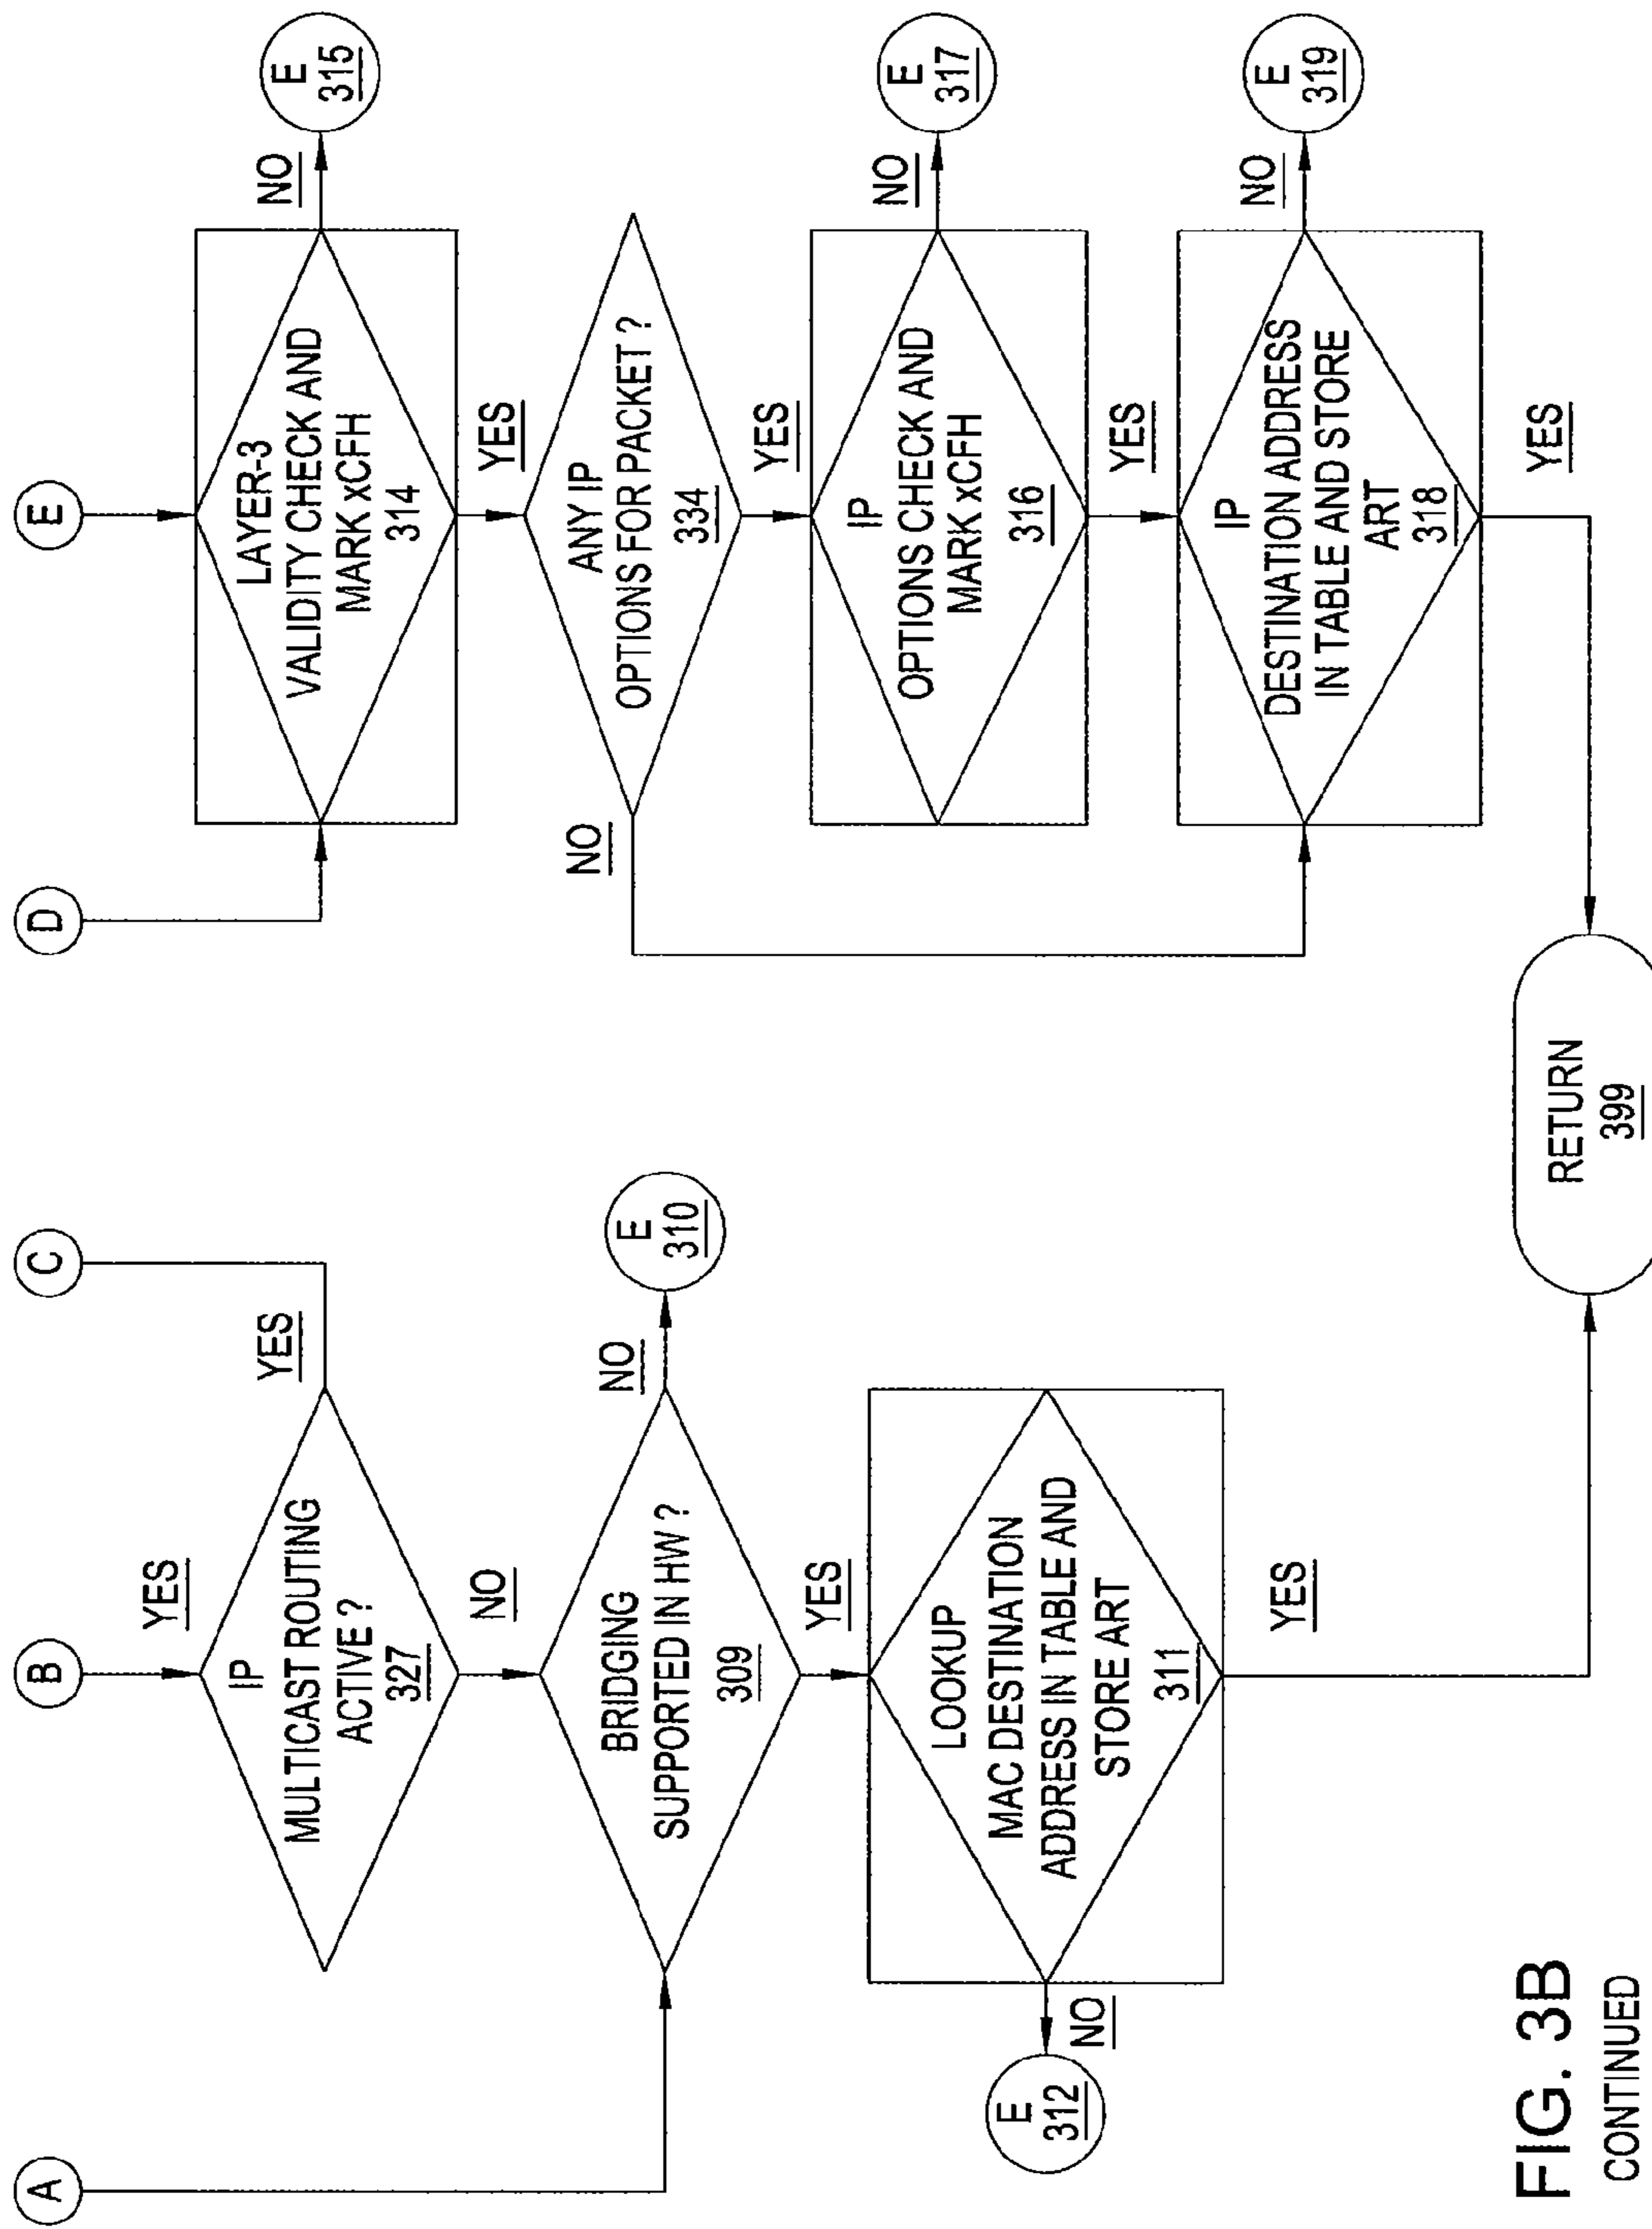 A
B
C
D
E
YES
IP
MULTICAST ROUTING
ACTIVE ?
327
YES
NO
BRIDGING
SUPPORTED IN HW ?
309
NO
E
310
YES
LOOKUP
MAC DESTINATION
ADDRESS IN TABLE AND
STORE ART
311
NO
E
312
YES
LAYER-3
VALIDITY CHECK AND
MARK xCFH
314
NO
E
315
YES
ANY IP
OPTIONS FOR PACKET ?
334
NO
YES
IP
OPTIONS CHECK AND
MARK xCFH
316
NO
E
317
YES
IP
DESTINATION ADDRESS
IN TABLE AND STORE
ART
318
NO
E
319
YES
RETURN
399
FIG. 3B
CONTINUED